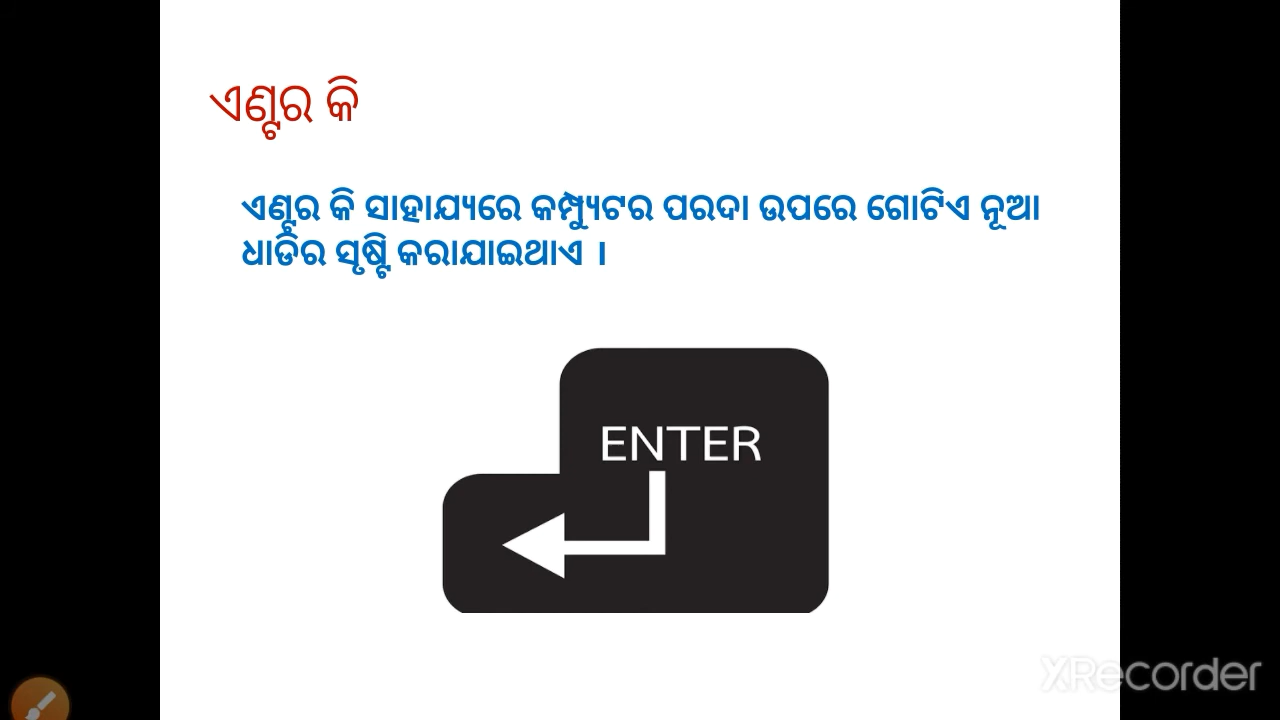 ଏଣ୍ଟର କି
ଏଣ୍ଟର କି ସାହାଯ୍ୟରେ କମ୍ପ୍ୟୁଟର ପରଦା ଉପରେ ଗୋଟିଏ ନୂଆ
ଧାଡିର ସୃଷ୍ଟି କରାଯାଇଥାଏ ।
ENTER
XRecorder